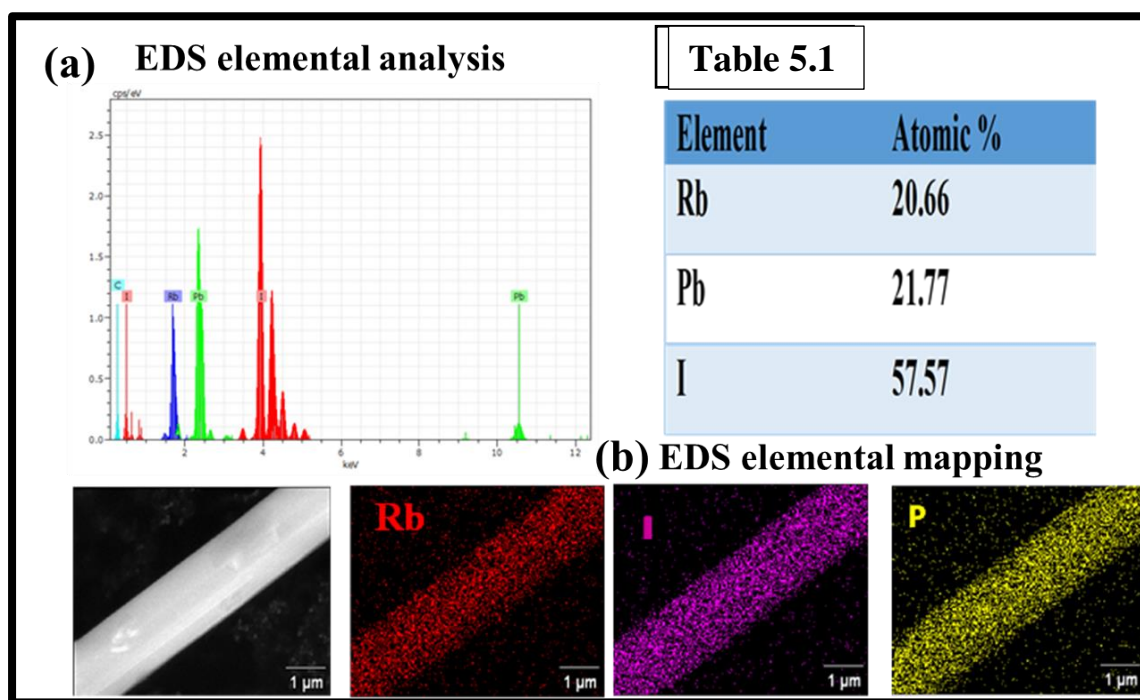 (a) EDS elemental analysis
Table 5.1
cps/eV
2.5
2.0
1.5
1.0
0.5
0.0
C
I
Rb
Pb
I
Pb
2
4
6
8
10
12
keV
Element Atomic %
Rb 20.66
Pb 21.77
I 57.57
(b) EDS elemental mapping
1 μm
Rb
1 μm
I
1 μm
P
1 μm